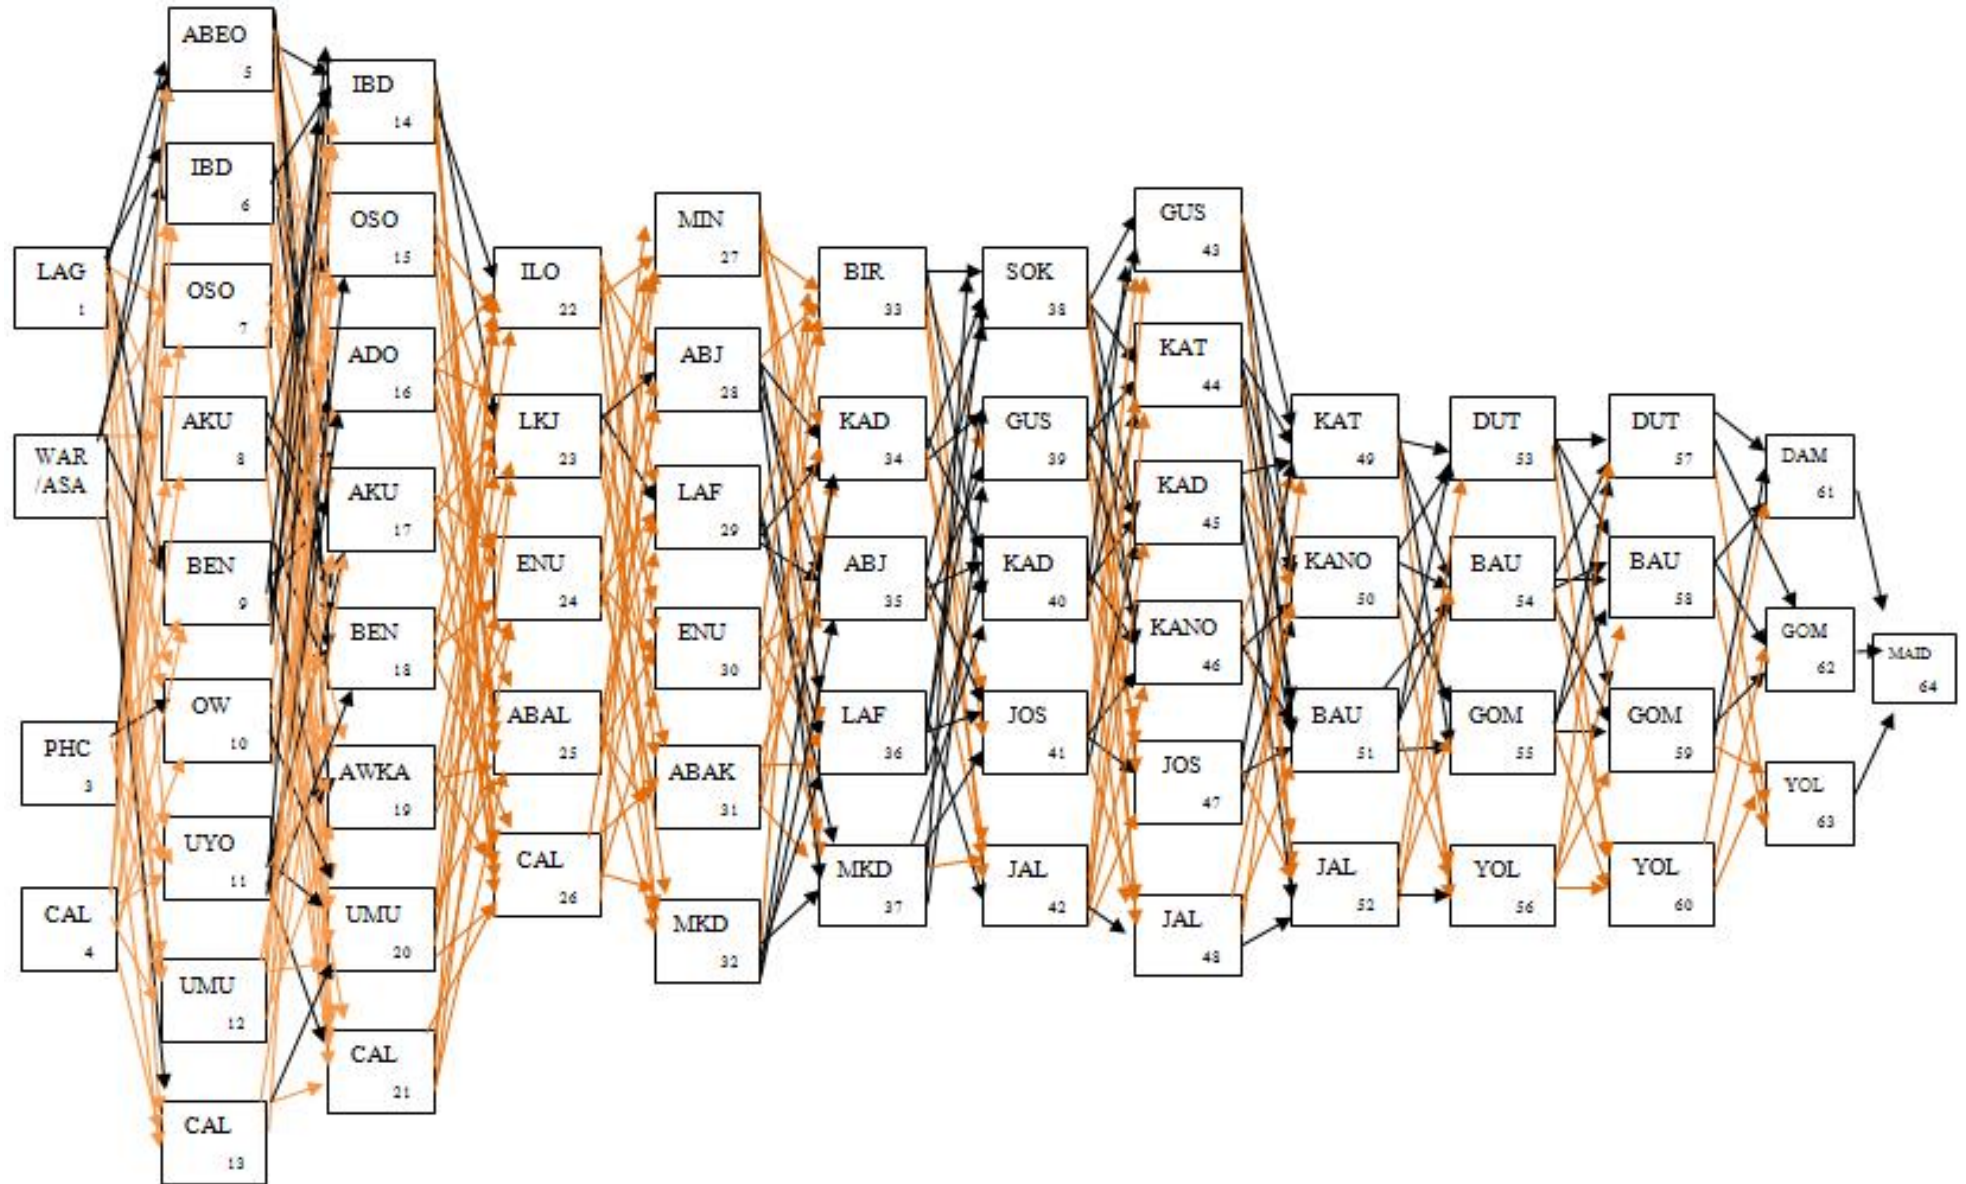 LAG
1
WAR
/ASA
PHC
3
CAL
4
ABEO
5
IBD
6
OSO
7
AKU
8
BEN
9
OW
10
UYO
11
UMU
12
CAL
13
IBD
14
OSO
15
ADO
16
AKU
17
BEN
18
AWKA
19
UMU
20
CAL
21
ILO
22
LKJ
23
ENU
24
ABAL
25
CAL
26
MIN
27
ABJ
28
LAF
29
ENU
30
ABAK
31
MKD
32
BIR
33
KAD
34
ABJ
35
LAF
36
MKD
37
SOK
38
GUS
39
KAD
40
JOS
41
JAL
42
GUS
43
KAT
44
KAD
45
KANO
46
JOS
47
JAL
48
KAT
49
KANO
50
BAU
51
JAL
52
DUT
53
BAU
54
GOM
55
YOL
56
DUT
57
BAU
58
GOM
59
YOL
60
DAM
61
GOM
62
YOL
63
MAID
64